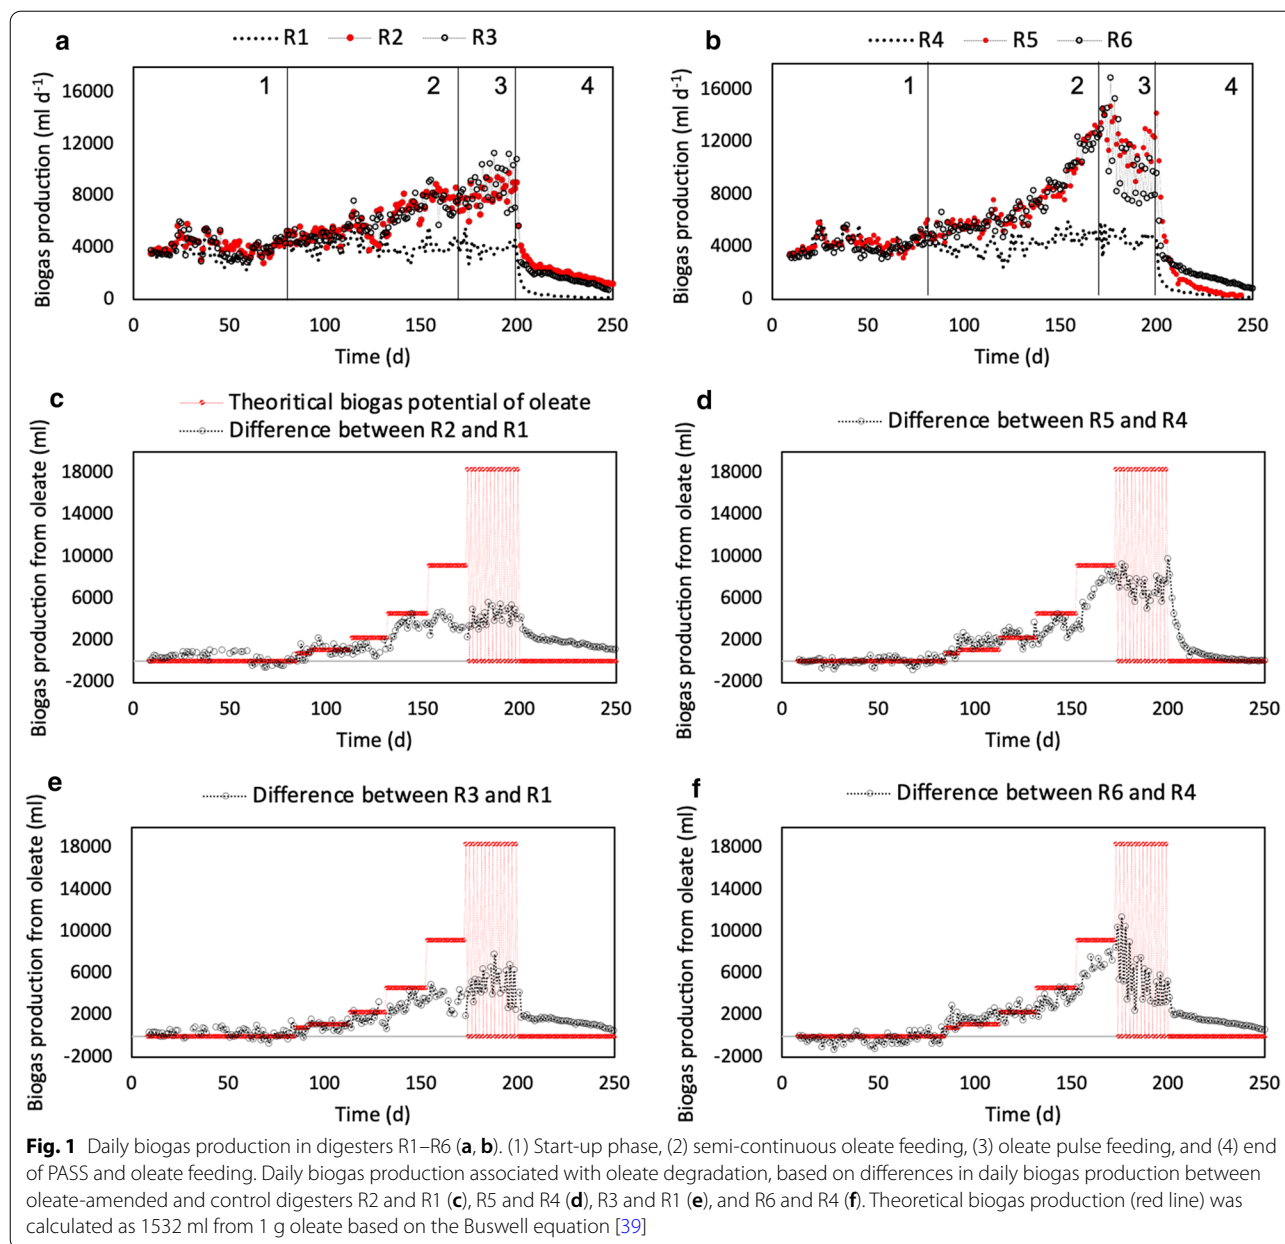 a
R1 R2 R3
1 2 3 4
Biogas production (ml d⁻¹)
16000
12000
8000
4000
0
0 50 100 150 200 250
Time (d)
b
R4 R5 R6
1 2 3 4
Biogas production (ml d⁻¹)
16000
12000
8000
4000
0
0 50 100 150 200 250
Time (d)
c
Theoritical biogas potential of oleate
Difference between R2 and R1
Biogas production from oleate (ml)
18000
14000
10000
6000
2000
-2000
0 50 100 150 200 250
Time (d)
d
Difference between R5 and R4
Biogas production from oleate (ml)
18000
14000
10000
6000
2000
-2000
0 50 100 150 200 250
Time (d)
e
Difference between R3 and R1
Biogas production from oleate (ml)
18000
14000
10000
6000
2000
-2000
0 50 100 150 200 250
Time (d)
f
Difference between R6 and R4
Biogas production from oleate (ml)
18000
14000
10000
6000
2000
-2000
0 50 100 150 200 250
Time (d)
Fig. 1 Daily biogas production in digesters R1–R6 (a, b). (1) Start-up phase, (2) semi-continuous oleate feeding, (3) oleate pulse feeding, and (4) end
of PASS and oleate feeding. Daily biogas production associated with oleate degradation, based on differences in daily biogas production between
oleate-amended and control digesters R2 and R1 (c), R5 and R4 (d), R3 and R1 (e), and R6 and R4 (f). Theoretical biogas production (red line) was
calculated as 1532 ml from 1 g oleate based on the Buswell equation [39]